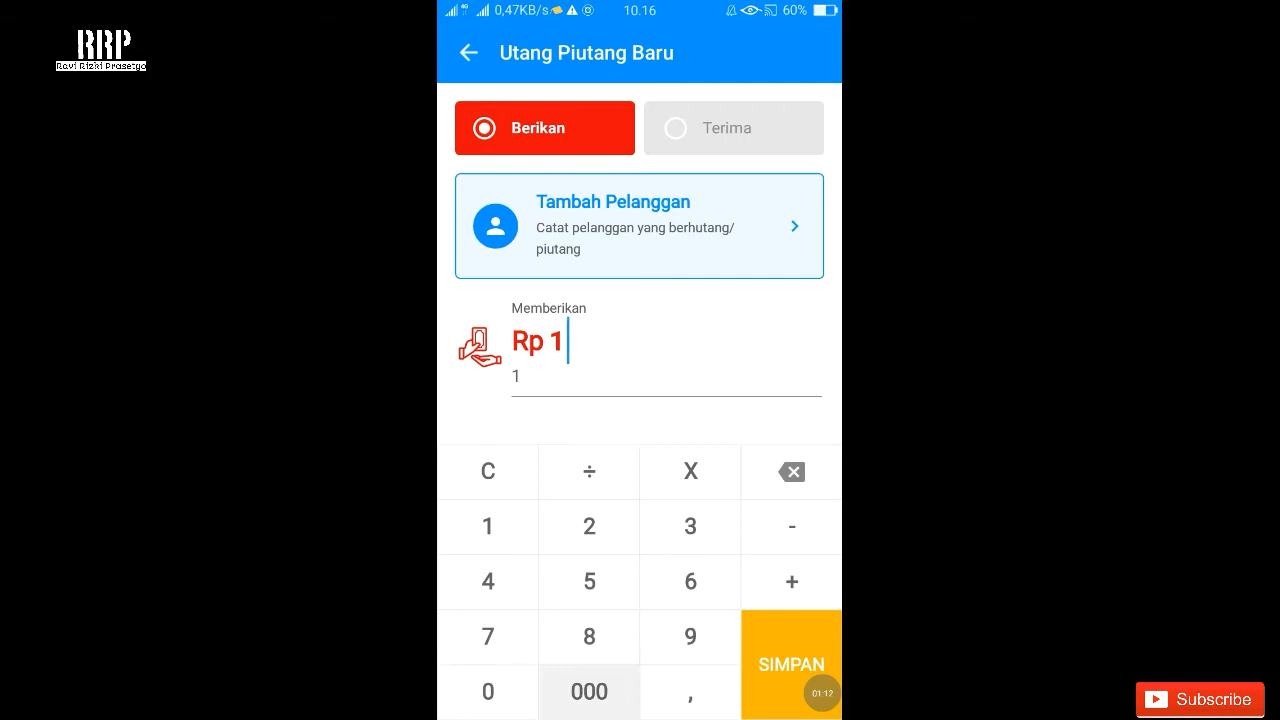 4G 0,47KB/s 10.16 60%
RRP
Ravi Rizki Prasetyo
Utang Piutang Baru
Berikan Terima
Tambah Pelanggan
Catat pelanggan yang berhutang/
piutang
Memberikan
Rp 1
1
C ÷ X
1 2 3 -
4 5 6 +
7 8 9
SIMPAN
0 000 ,
01:12
Subscribe